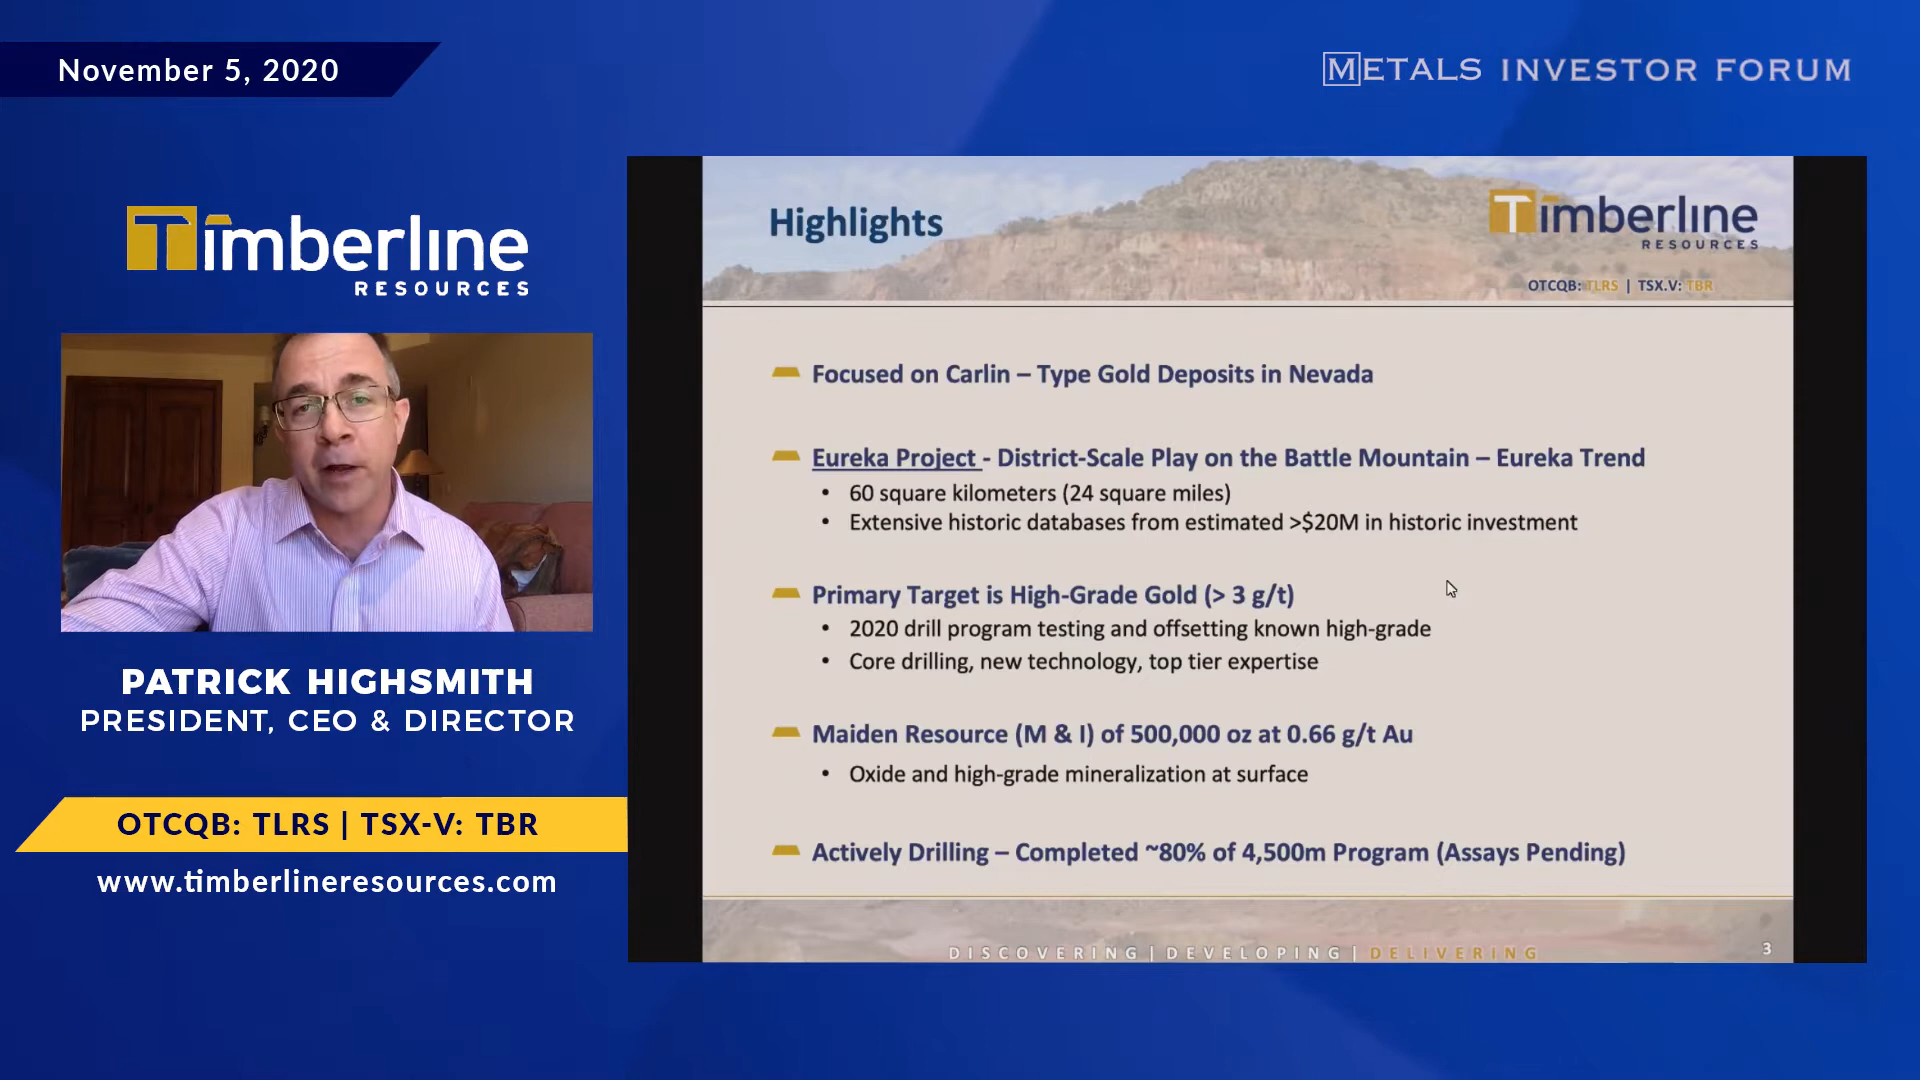 November 5, 2020
METALS INVESTOR FORUM
Timberline
RESOURCES
PATRICK HIGHSMITH
PRESIDENT, CEO & DIRECTOR
OTCQB: TLRS | TSX-V: TBR
www.timberlineresources.com
Highlights
Timberline
RESOURCES
OTCQB: TLRS | TSX.V: TBR
Focused on Carlin – Type Gold Deposits in Nevada
Eureka Project - District-Scale Play on the Battle Mountain – Eureka Trend
• 60 square kilometers (24 square miles)
• Extensive historic databases from estimated >$20M in historic investment
Primary Target is High-Grade Gold (> 3 g/t)
• 2020 drill program testing and offsetting known high-grade
• Core drilling, new technology, top tier expertise
Maiden Resource (M & I) of 500,000 oz at 0.66 g/t Au
• Oxide and high-grade mineralization at surface
Actively Drilling – Completed ~80% of 4,500m Program (Assays Pending)
DISCOVERING | DEVELOPING | DELIVERING
3